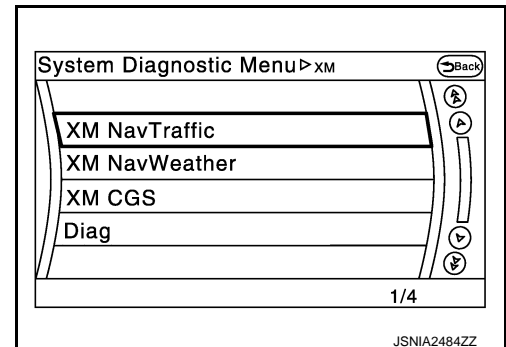 System Diagnostic Menu▷XM
Back
XM NavTraffic
XM NavWeather
XM CGS
Diag
1/4
JSNIA2484ZZ